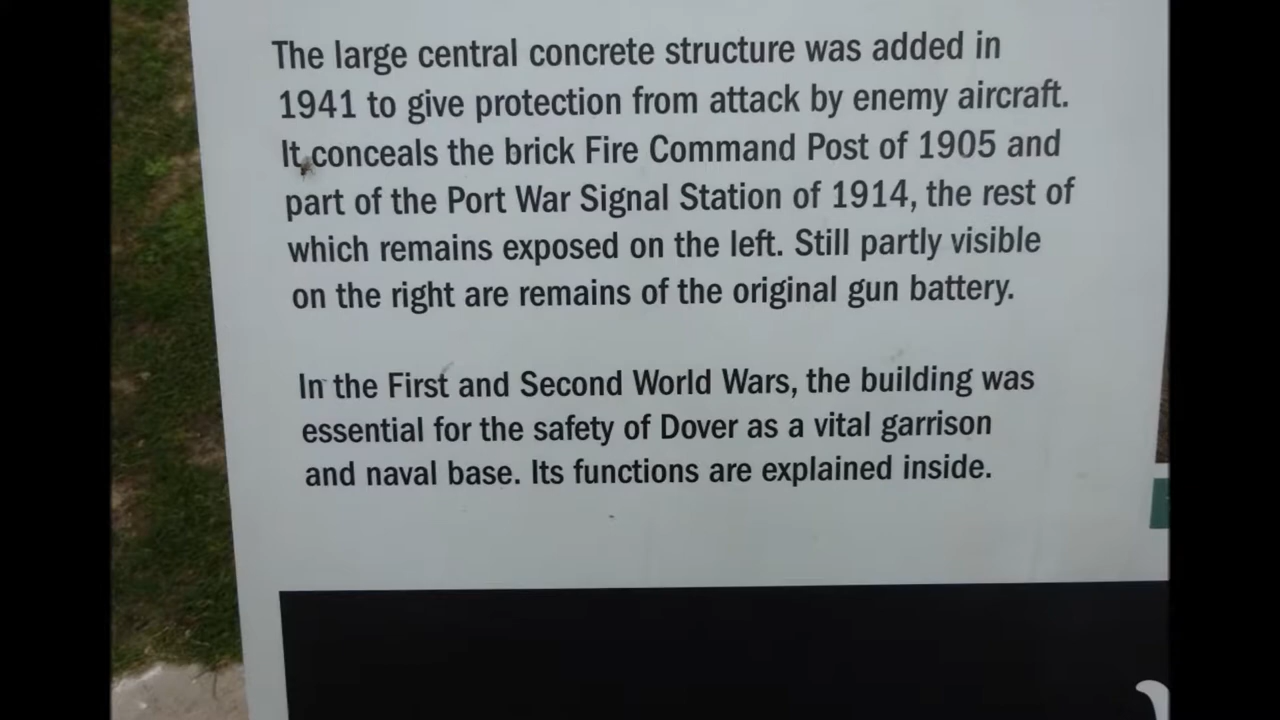 The large central concrete structure was added in
1941 to give protection from attack by enemy aircraft.
It conceals the brick Fire Command Post of 1905 and
part of the Port War Signal Station of 1914, the rest of
which remains exposed on the left. Still partly visible
on the right are remains of the original gun battery.
In the First and Second World Wars, the building was
essential for the safety of Dover as a vital garrison
and naval base. Its functions are explained inside.